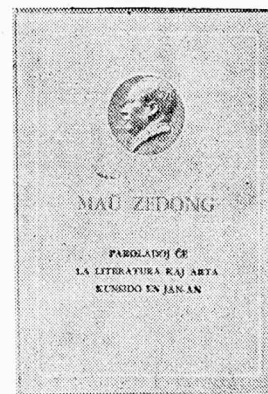 MAŬ ZEDONG
PAROLADOJ ĈE
LA LITERATURA KAJ ARTA
KUNSIDO EN JAN-AN